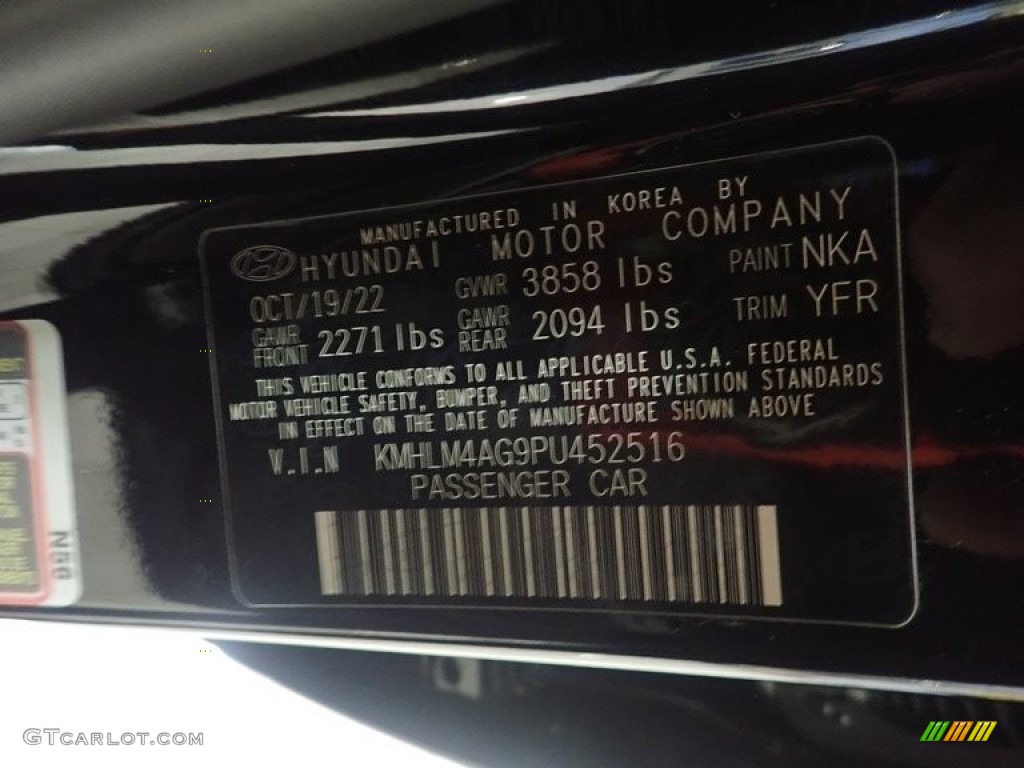 MANUFACTURED IN KOREA BY
HYUNDAI MOTOR COMPANY
OCT/19/22 GVWR 3858 lbs PAINT NKA
GAWR FRONT 2271 lbs GAWR REAR 2094 lbs TRIM YFR
THIS VEHICLE CONFORMS TO ALL APPLICABLE U.S.A. FEDERAL
MOTOR VEHICLE SAFETY, BUMPER, AND THEFT PREVENTION STANDARDS
IN EFFECT ON THE DATE OF MANUFACTURE SHOWN ABOVE
V.I.N KMHLM4AG9PU452516
PASSENGER CAR
N5G
GTCARLOT.COM